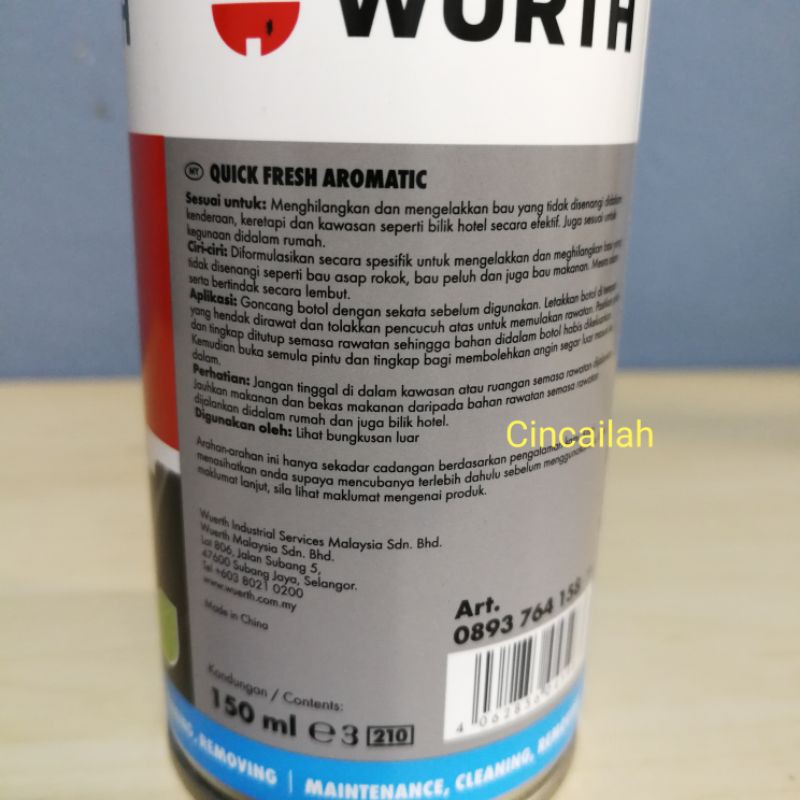 WÜRTH
MY QUICK FRESH AROMATIC
Sesuai untuk: Menghilangkan dan mengelakkan bau yang tidak disenangi didalam
kenderaan, keretapi dan kawasan seperti bilik hotel secara efektif. Juga sesuai untuk
kegunaan didalam rumah.
Ciri-ciri: Diformulasikan secara spesifik untuk mengelakkan dan meghilangkan bau yang
tidak disenangi seperti bau asap rokok, bau peluh dan juga bau makanan.
serta bertindak secara lembut.
Aplikasi: Goncang botol dengan sekata sebelum digunakan. Letakkan botol di
yang hendak dirawat dan tolakkan pencucuh atas untuk memulakan rawatan. Pastikan
dan tingkap ditutup semasa rawatan sehingga bahan didalam botol habis
Kemudian buka semula pintu dan tingkap bagi membolehkan angin segar luar
dalam.
Perhatian: Jangan tinggal di dalam kawasan atau ruangan semasa rawatan
Jauhkan makanan dan bekas makanan daripada bahan rawatan semasa rawatan
dijalankan didalam rumah dan juga bilik hotel.
Digunakan oleh: Lihat bungkusan luar
Cincailah
Arahan-arahan ini hanya sekadar cadangan berdasarkan pengalaman
menasihatkan anda supaya mencubanya terlebih dahulu sebelum
maklumat lanjut, sila lihat maklumat mengenai produk.
Wuerth Industrial Services Malaysia Sdn. Bhd.
Wuerth Malaysia Sdn. Bhd.
Lot 806, Jalan Subang 5,
47600 Subang Jaya, Selangor.
Tel +603 8021 0200
www.wuerth.com.my
Made in China
Art.
0893 764 158
Kandungan / Contents:
150 ml e 3 210
REMOVING | MAINTENANCE, CLEANING,